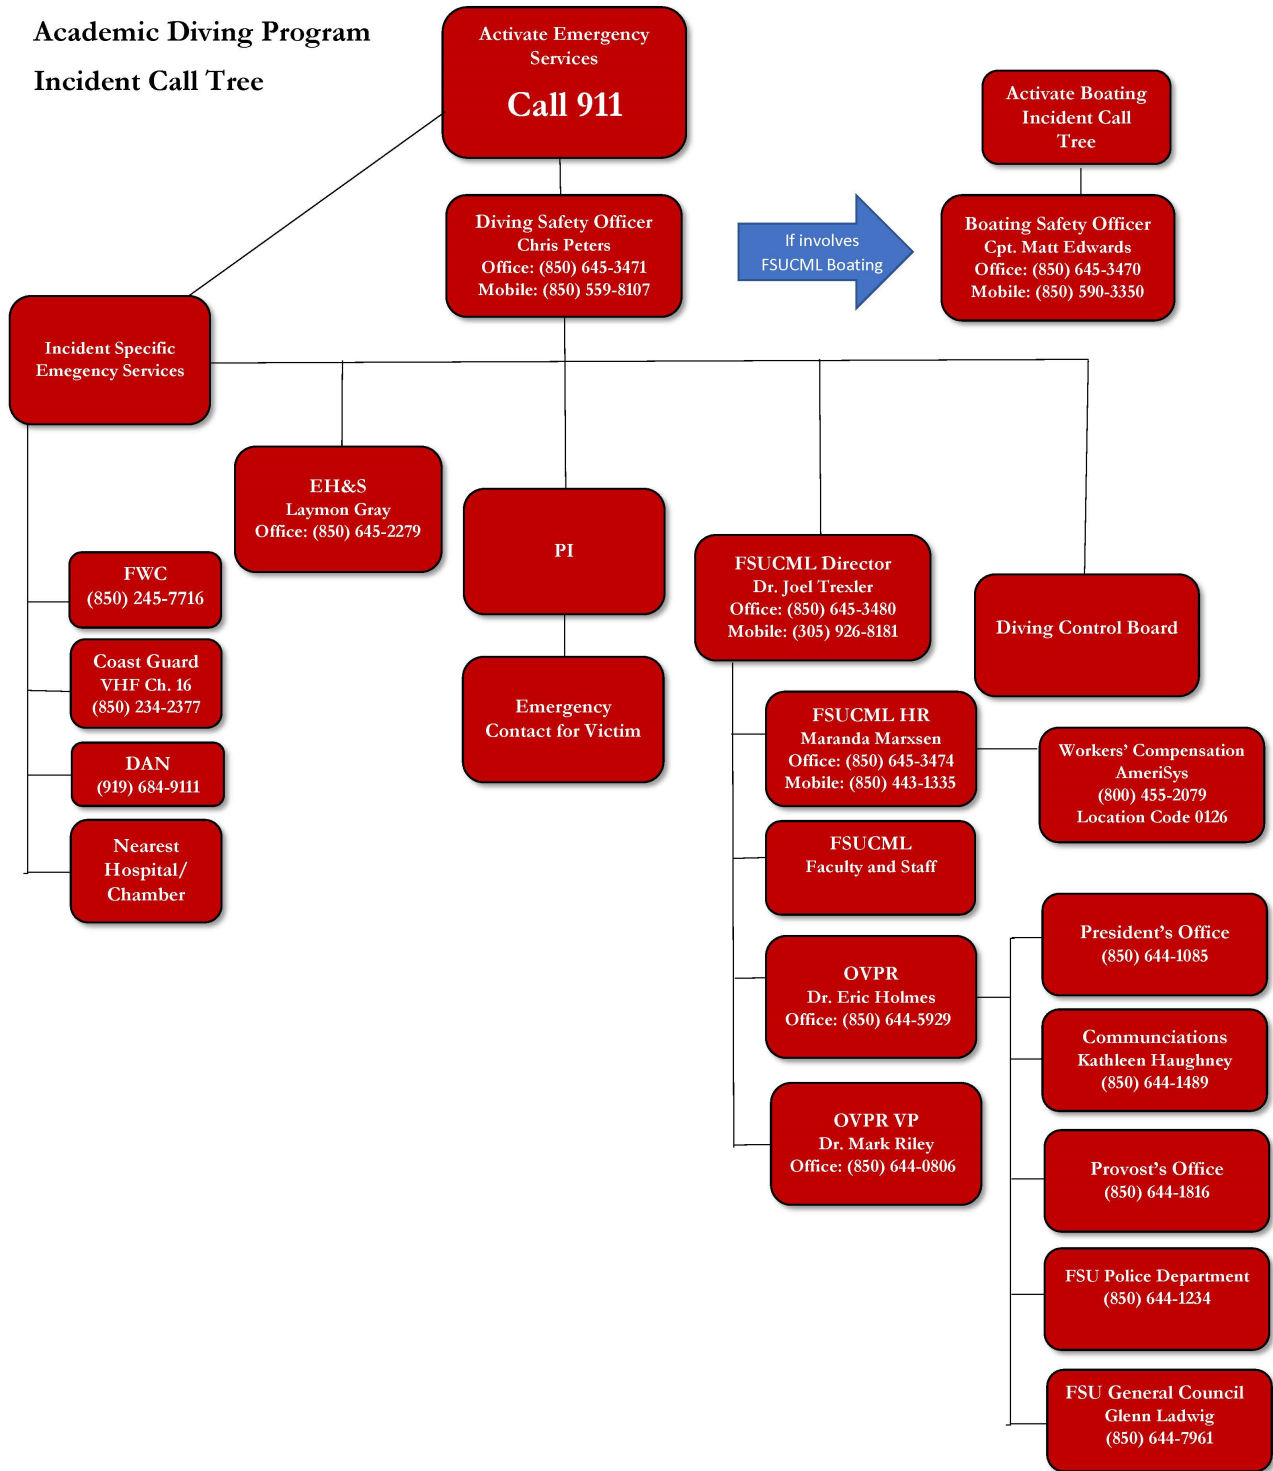 Academic Diving Program
Incident Call Tree
Activate Emergency
Services
Call 911
Activate Boating
Incident Call
Tree
Diving Safety Officer
Chris Peters
Office: (850) 645-3471
Mobile: (850) 559-8107
If involves
FSUCML Boating
Boating Safety Officer
Cpt. Matt Edwards
Office: (850) 645-3470
Mobile: (850) 590-3350
Incident Specific
Emegency Services
EH&S
Laymon Gray
Office: (850) 645-2279
PI
FSUCML Director
Dr. Joel Trexler
Office: (850) 645-3480
Mobile: (305) 926-8181
Diving Control Board
FWC
(850) 245-7716
Coast Guard
VHF Ch. 16
(850) 234-2377
DAN
(919) 684-9111
Nearest
Hospital/
Chamber
Emergency
Contact for Victim
FSUCML HR
Maranda Marxsen
Office: (850) 645-3474
Mobile: (850) 443-1335
Workers' Compensation
AmeriSys
(800) 455-2079
Location Code 0126
FSUCML
Faculty and Staff
OVPR
Dr. Eric Holmes
Office: (850) 644-5929
OVPR VP
Dr. Mark Riley
Office: (850) 644-0806
President's Office
(850) 644-1085
Communciations
Kathleen Haughney
(850) 644-1489
Provost's Office
(850) 644-1816
FSU Police Department
(850) 644-1234
FSU General Council
Glenn Ladwig
(850) 644-7961